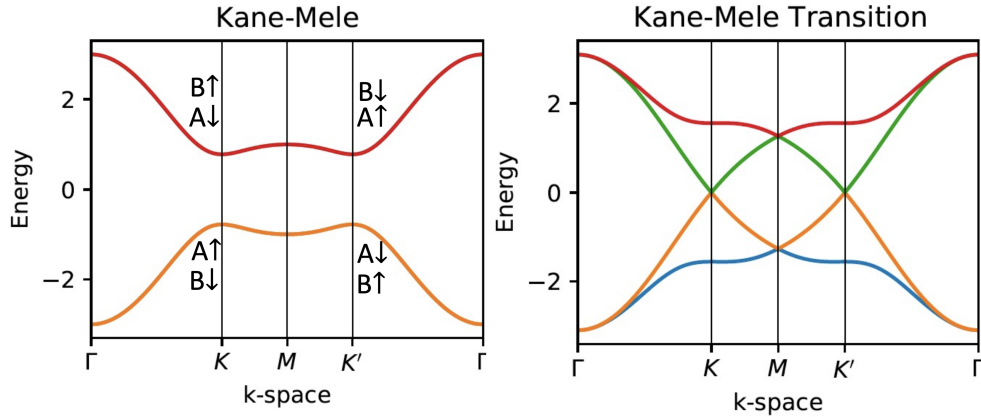 Kane-Mele
Energy
2
0
−2
B↑
A↓
B↓
A↑
A↑
B↓
A↓
B↑
Γ
K
M
K′
Γ
k-space
Kane-Mele Transition
Energy
2
0
−2
Γ
K
M
K′
Γ
k-space